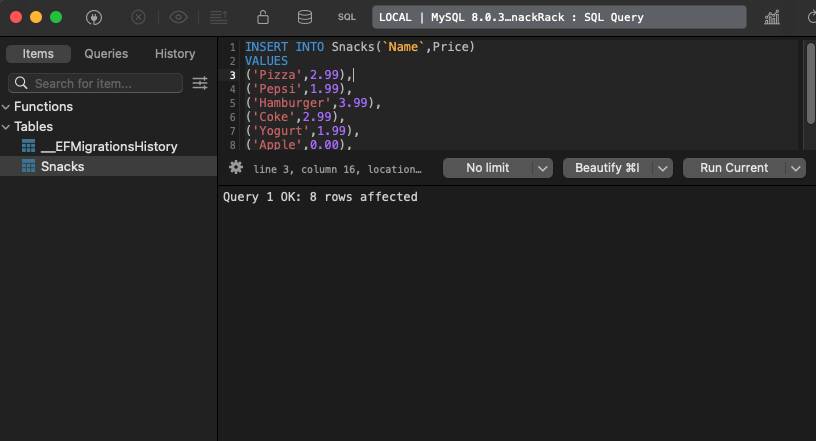 SQL
LOCAL | MySQL 8.0.3…nackRack : SQL Query
Items
Queries
History
Search for item...
Functions
Tables
__EFMigrationsHistory
Snacks
1 INSERT INTO Snacks(`Name`,Price)
2 VALUES
3 ('Pizza',2.99),
4 ('Pepsi',1.99),
5 ('Hamburger',3.99),
6 ('Coke',2.99),
7 ('Yogurt',1.99),
8 ('Apple',0.00),
line 3, column 16, location…
No limit
Beautify ⌘I
Run Current
Query 1 OK: 8 rows affected